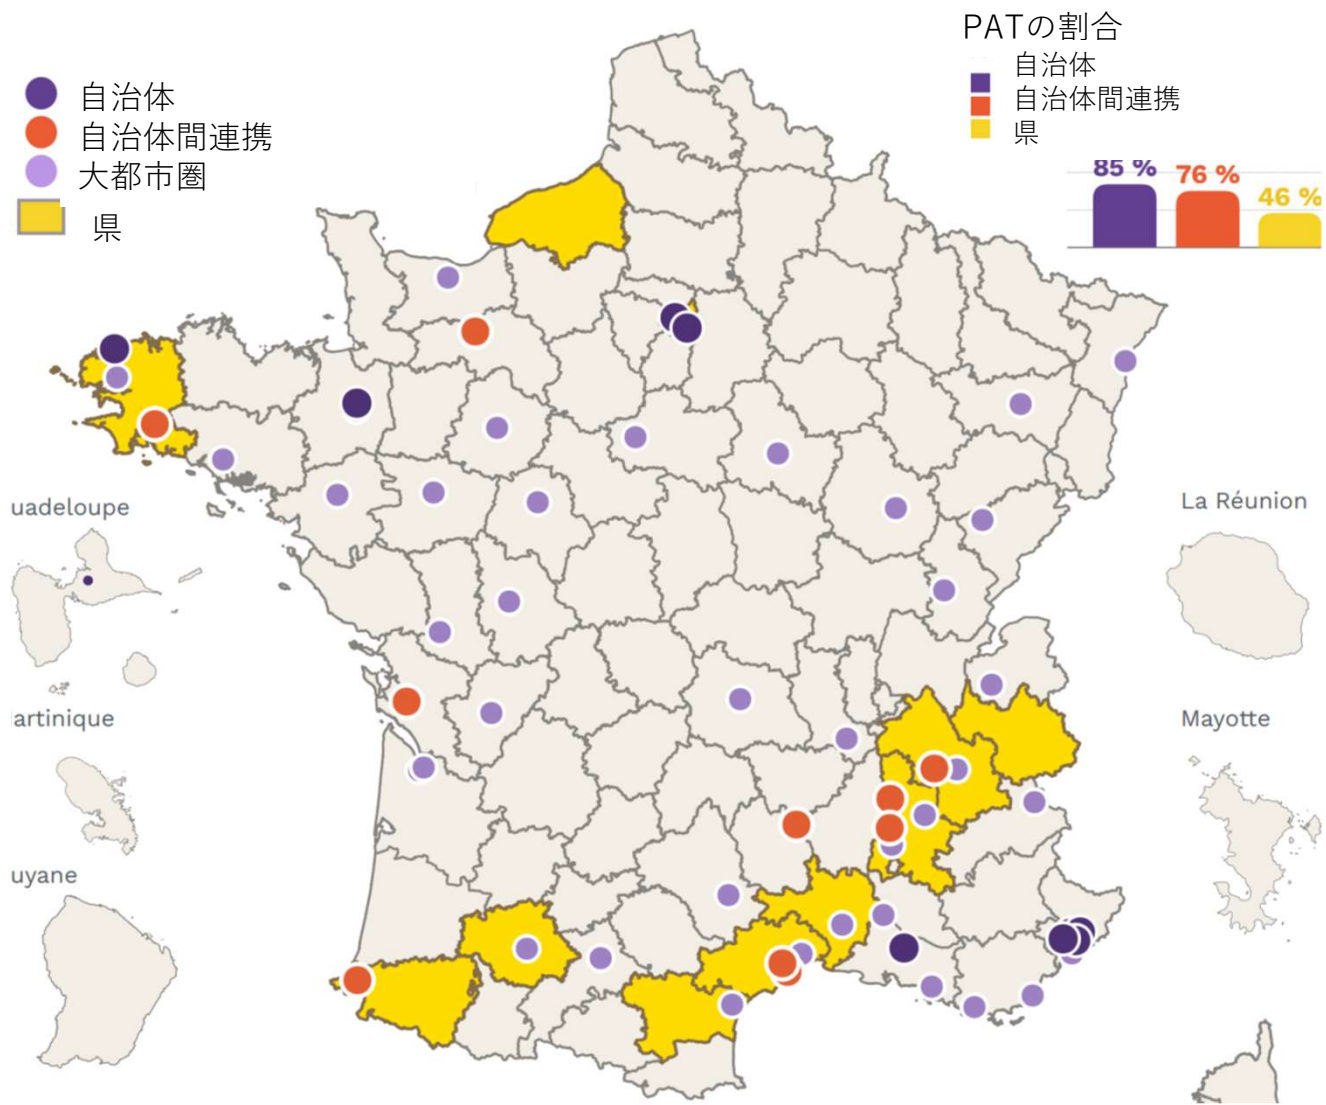 PATの割合
自治体
自治体間連携
県
自治体
自治体間連携
大都市圏
県
85 %
76 %
46 %
uadeloupe
La Réunion
artinique
Mayotte
uyane